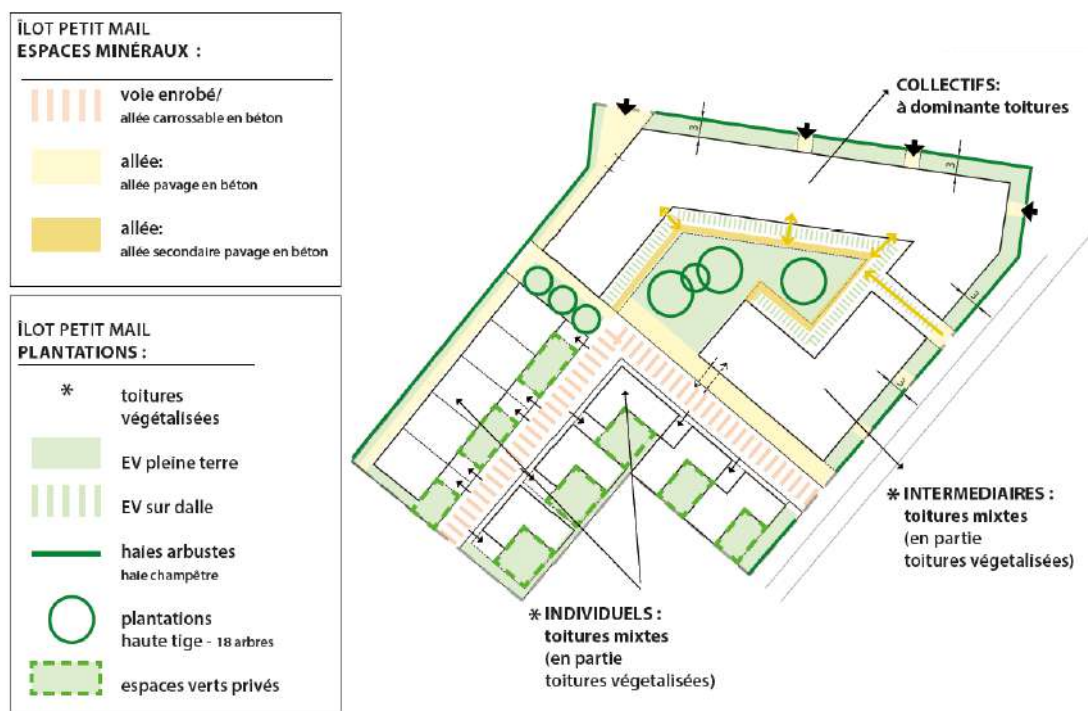 ÎLOT PETIT MAIL
ESPACES MINÉRAUX :
voie enrobé/
allée carrossable en béton
allée:
allée pavage en béton
allée:
allée secondaire pavage en béton
ÎLOT PETIT MAIL
PLANTATIONS :
* toitures
végétalisées
EV pleine terre
EV sur dalle
haies arbustes
haie champêtre
plantations
haute tige - 18 arbres
espaces verts privés
COLLECTIFS:
à dominante toitures
3
3
3
3
* INTERMEDIAIRES :
toitures mixtes
(en partie
toitures végetalisées)
* INDIVIDUELS :
toitures mixtes
(en partie
toitures végetalisées)